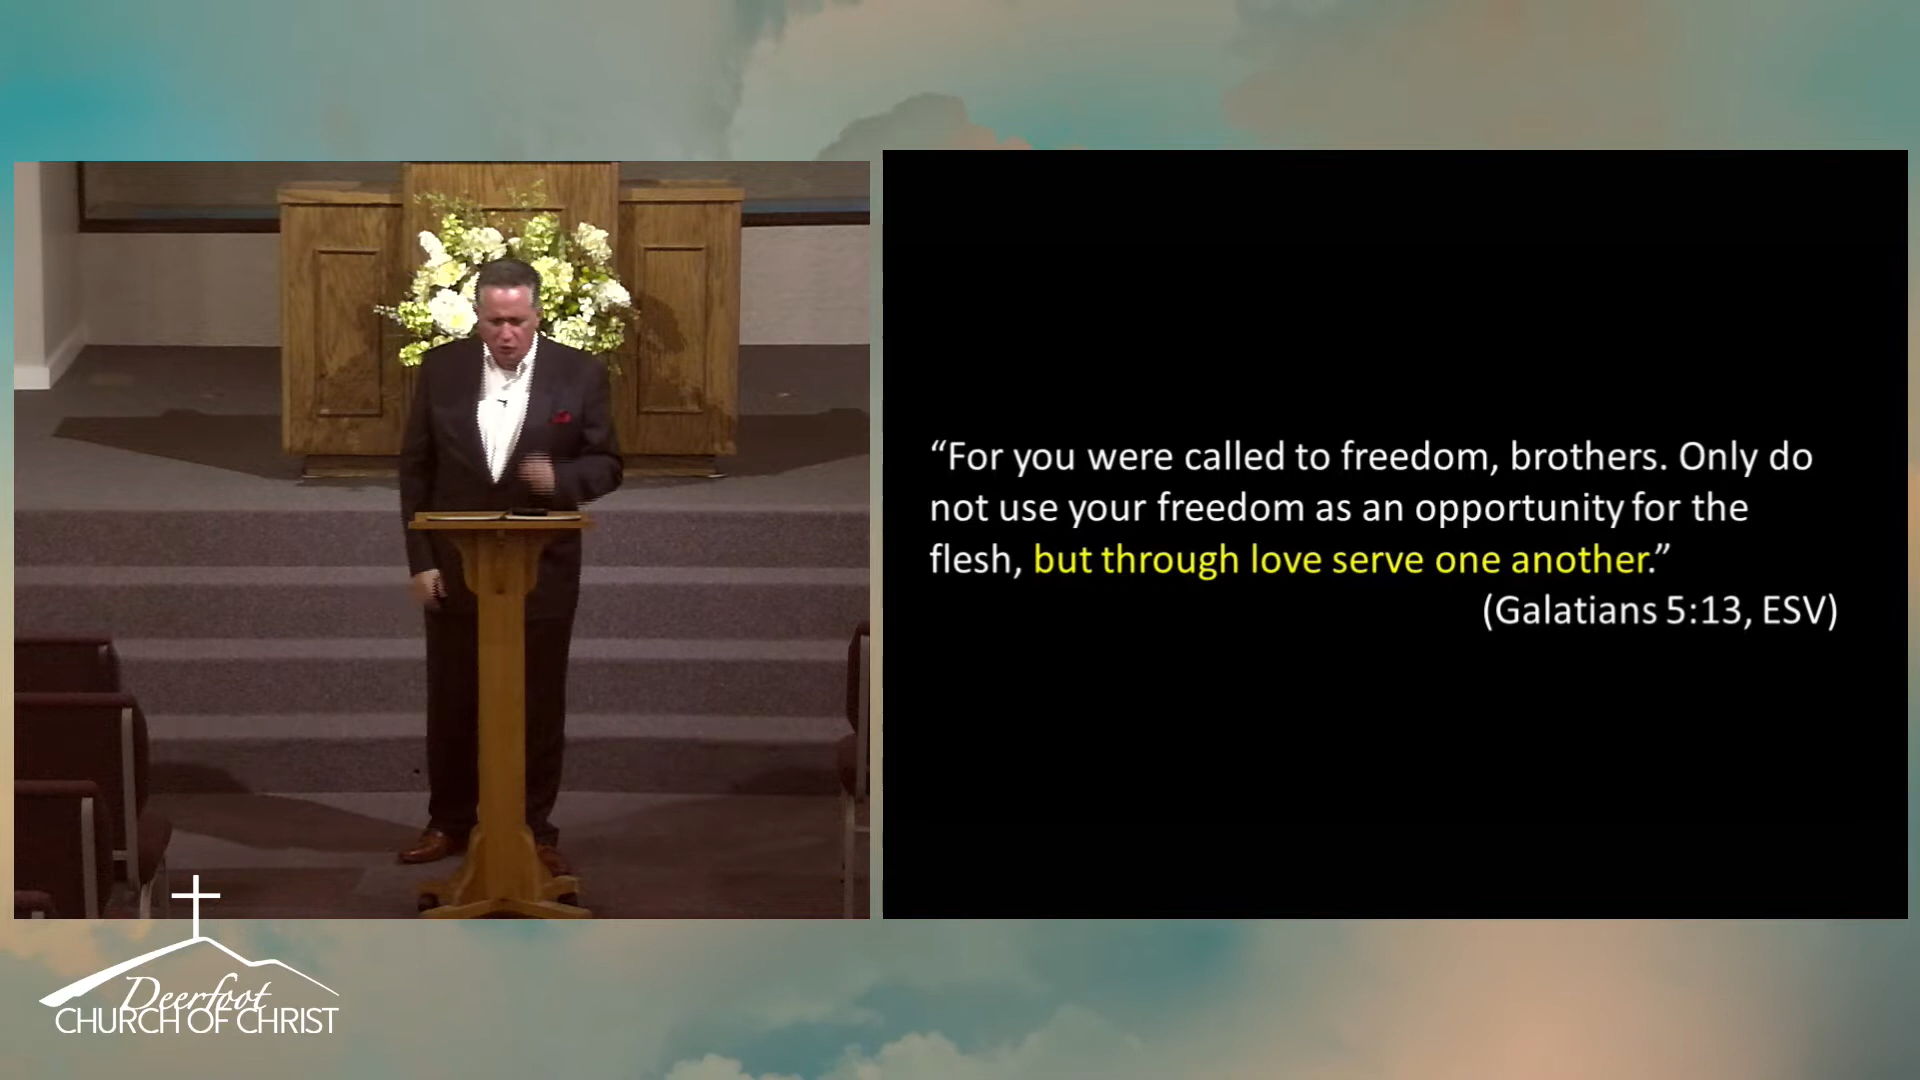 “For you were called to freedom, brothers. Only do
not use your freedom as an opportunity for the
flesh, but through love serve one another.”
(Galatians 5:13, ESV)
Deerfoot
CHURCH OF CHRIST